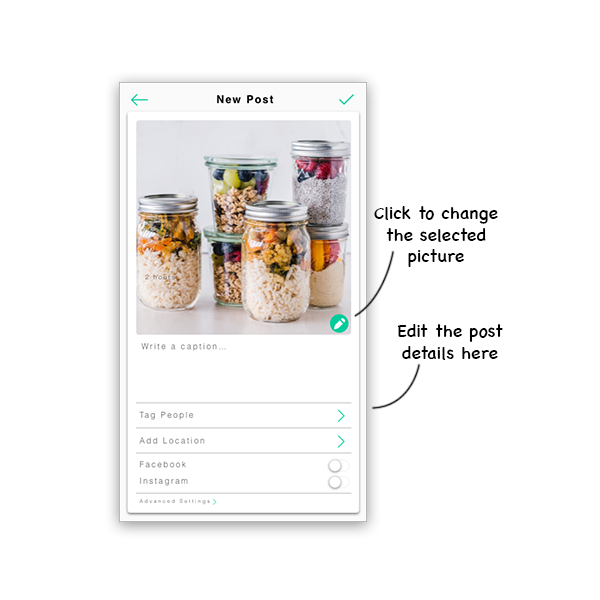 New Post
2 hours
Click to change
the selected
picture
Write a caption...
Edit the post
details here
Tag People
Add Location
Facebook
Instagram
Advanced Settings